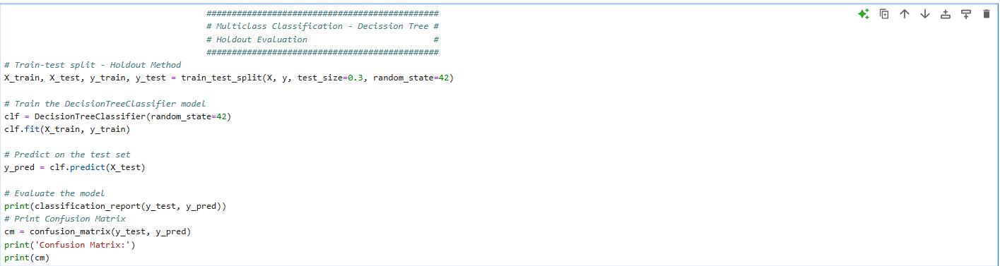 ##############################################
# Multiclass Classification - Decission Tree #
# Holdout Evaluation                         #
##############################################
# Train-test split - Holdout Method
X_train, X_test, y_train, y_test = train_test_split(X, y, test_size=0.3, random_state=42)
# Train the DecisionTreeClassifier model
clf = DecisionTreeClassifier(random_state=42)
clf.fit(X_train, y_train)
# Predict on the test set
y_pred = clf.predict(X_test)
# Evaluate the model
print(classification_report(y_test, y_pred))
# Print Confusion Matrix
cm = confusion_matrix(y_test, y_pred)
print('Confusion Matrix:')
print(cm)